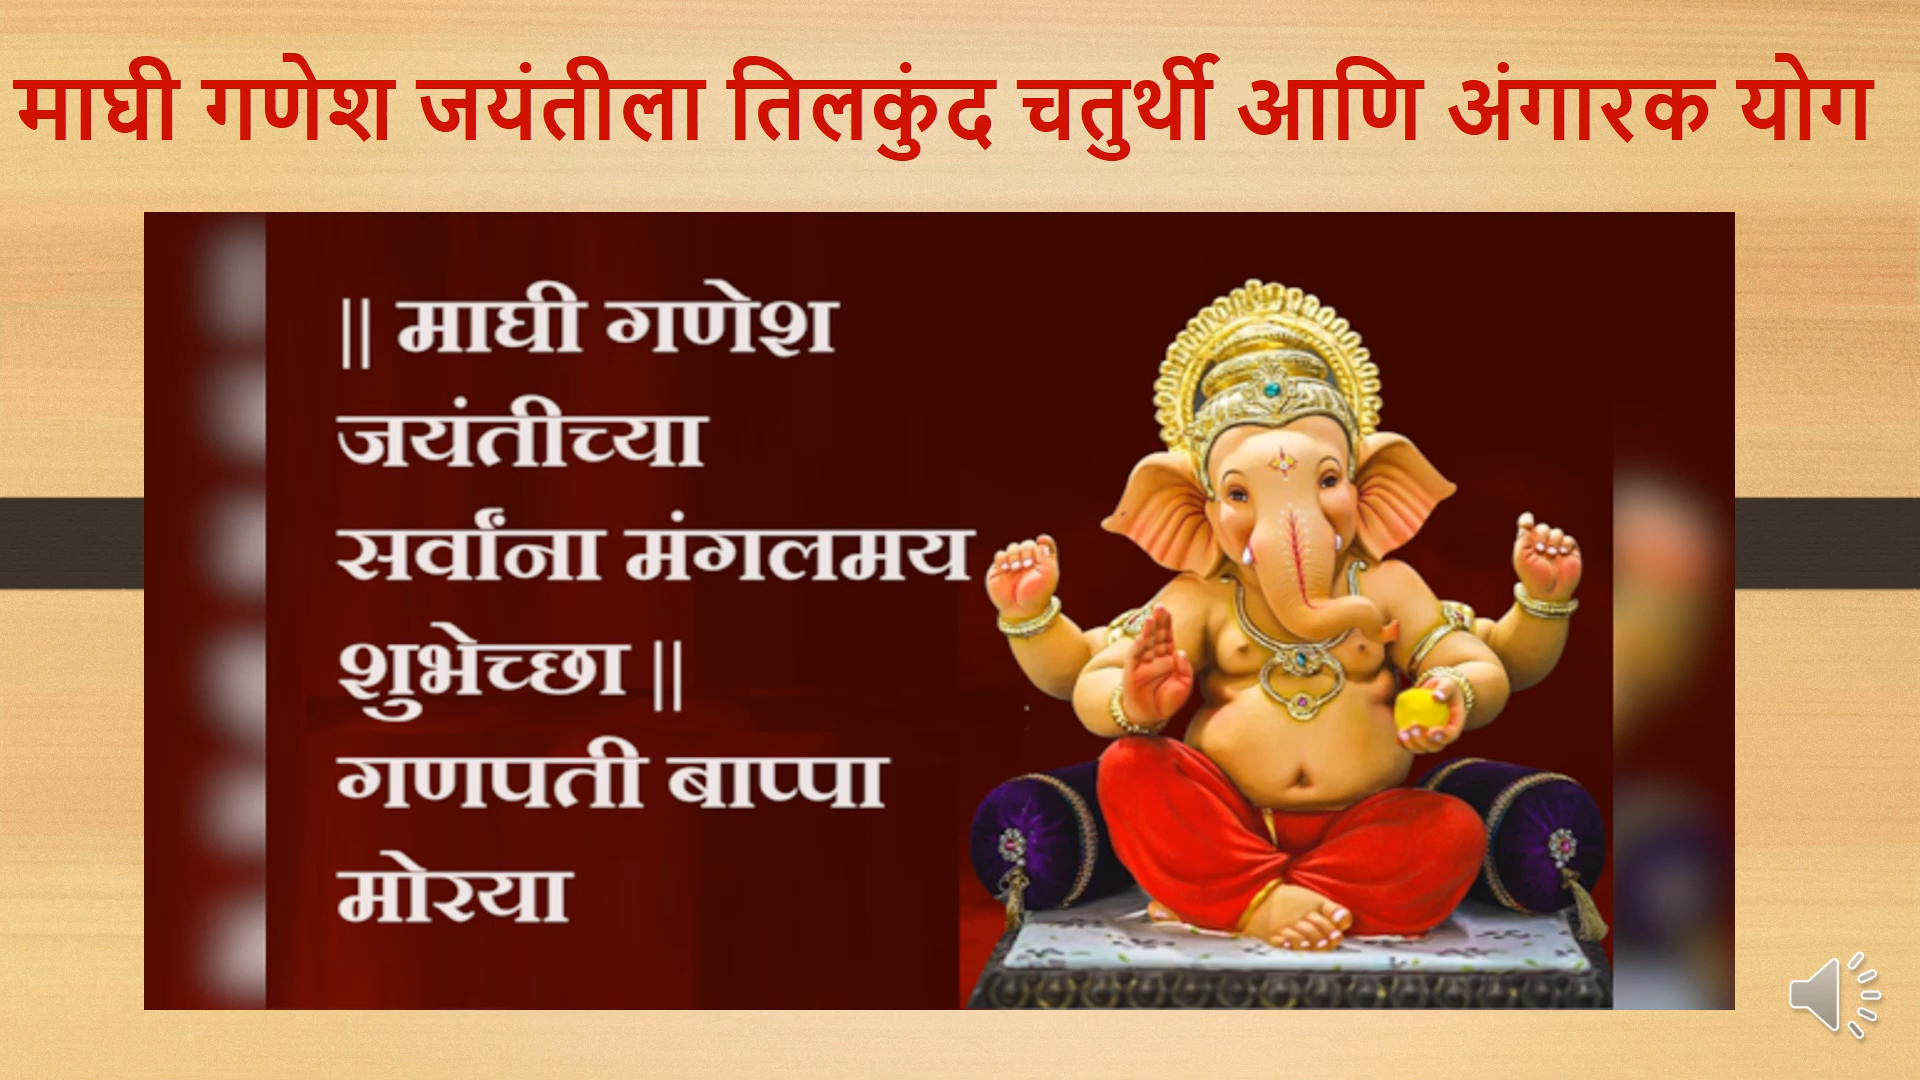 माघी गणेश जयंतीला तिलकुंद चतुर्थी आणि अंगारक योग
|| माघी गणेश
जयंतीच्या
सर्वांना मंगलमय
शुभेच्छा ||
गणपती बाप्पा
मोरया